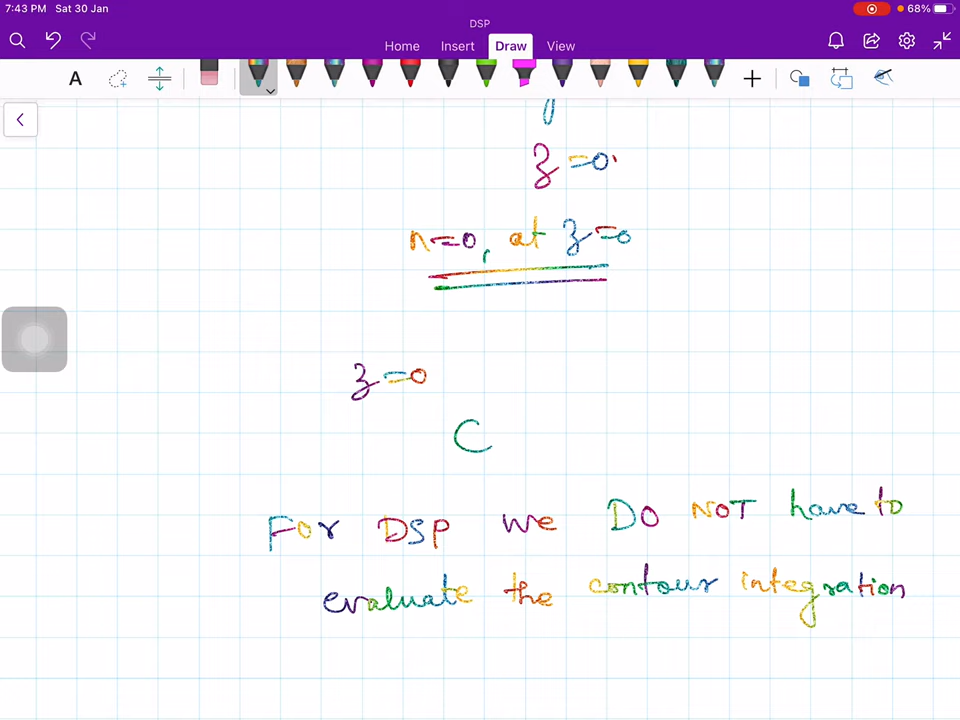 7:43 PM Sat 30 Jan
68%
DSP
Home Insert Draw View
A
z=0
n=0, at z=0
z=0
C
For DSP we DO NOT have to
evaluate the contour integration